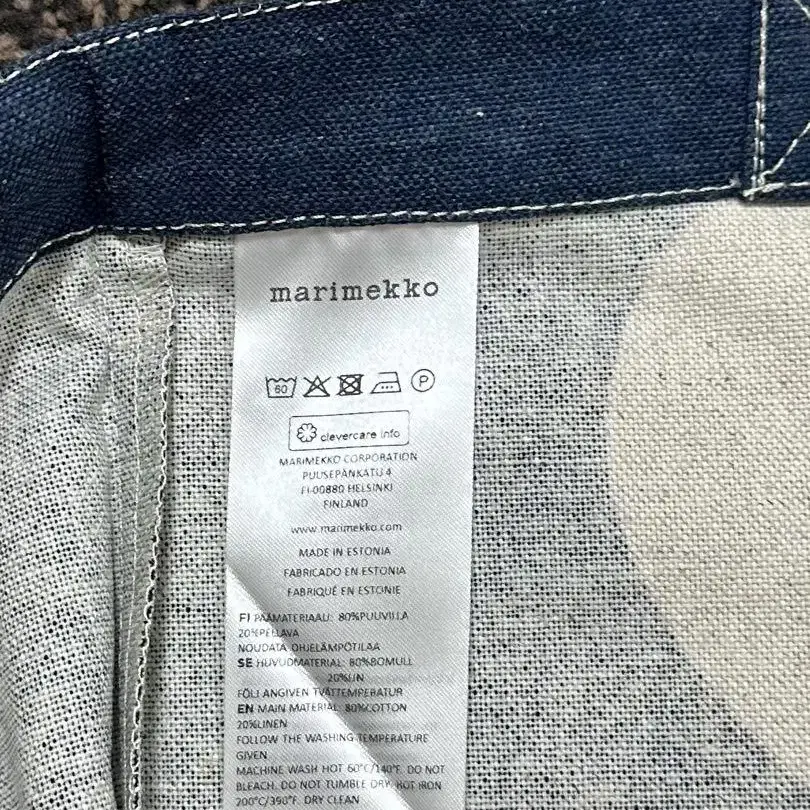 marimekko
60
P
clevercare info
MARIMEKKO CORPORATION
PUUSEPÄNKATU 4
FI-00880 HELSINKI
FINLAND
www.marimekko.com
MADE IN ESTONIA
FABRICADO EN ESTONIA
FABRIQUÉ EN ESTONIE
FI PÄÄMATERIAALI: 80%PUUVILLA
20%PELLAVA
NOUDATA OHJELÄMPÖTILAA
SE HUVUDMATERIAL: 80%BOMULL
20%LIN
FÖLJ ANGIVEN TVÄTTEMPERATUR
EN MAIN MATERIAL: 80%COTTON
20%LINEN
FOLLOW THE WASHING TEMPERATURE
GIVEN
MACHINE WASH HOT 60°C/140°F. DO NOT
BLEACH. DO NOT TUMBLE DRY. HOT IRON
200°C/390°F. DRY CLEAN